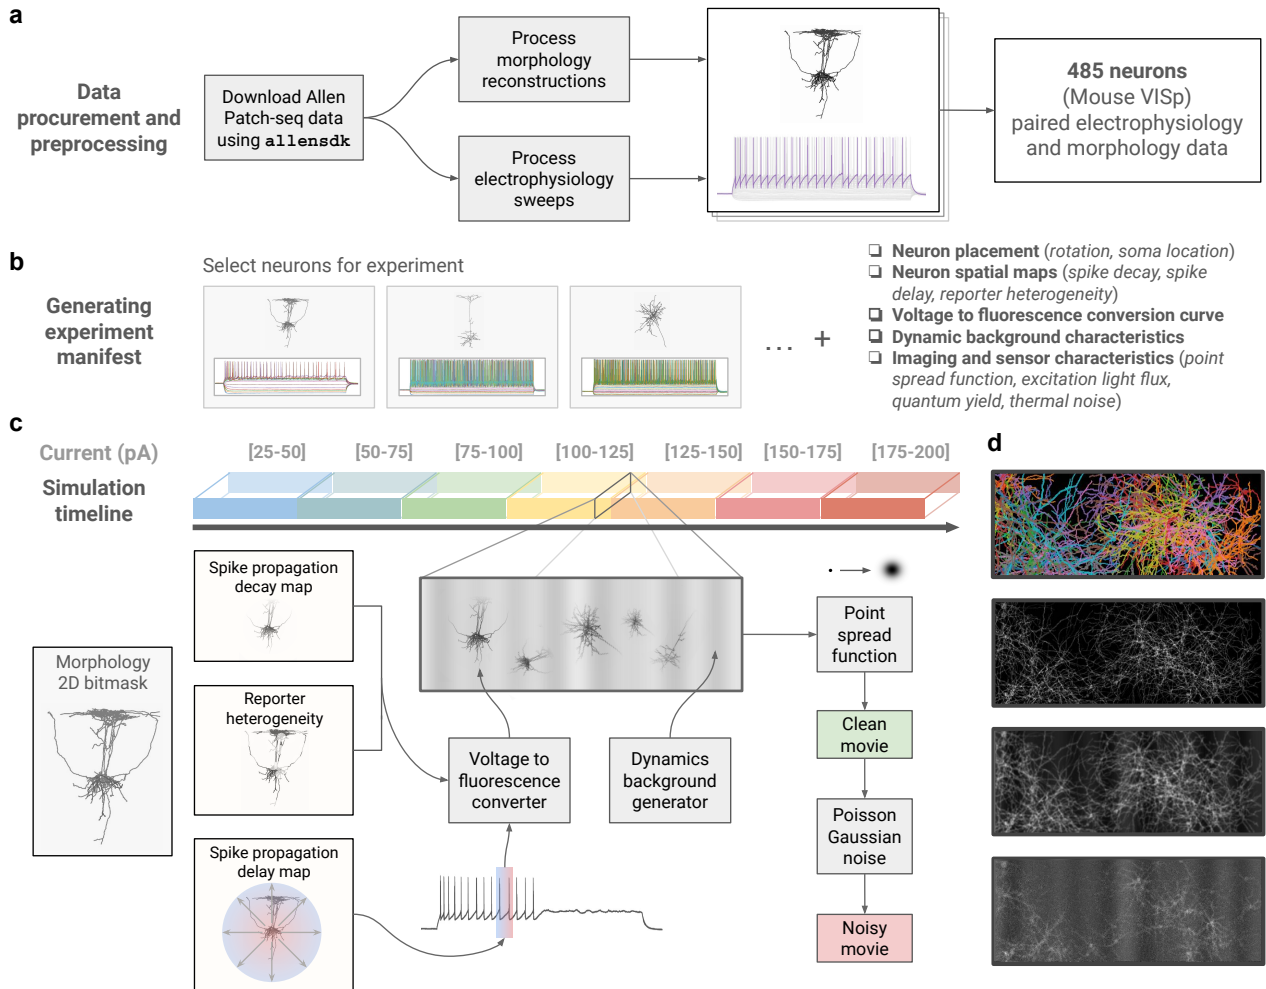 a
Data
procurement and
preprocessing
Download Allen
Patch-seq data
using allensdk
Process
morphology
reconstructions
Process
electrophysiology
sweeps
485 neurons
(Mouse VISp)
paired electrophysiology
and morphology data
b
Generating
experiment
manifest
Select neurons for experiment
... +
❏ Neuron placement (rotation, soma location)
❏ Neuron spatial maps (spike decay, spike
delay, reporter heterogeneity)
❏ Voltage to fluorescence conversion curve
❏ Dynamic background characteristics
❏ Imaging and sensor characteristics (point
spread function, excitation light flux,
quantum yield, thermal noise)
c
Current (pA)
[25-50] [50-75] [75-100] [100-125] [125-150] [150-175] [175-200]
Simulation
timeline
Morphology
2D bitmask
Spike propagation
decay map
Reporter
heterogeneity
Spike propagation
delay map
Voltage to
fluorescence
converter
Dynamics
background
generator
Point
spread
function
Clean
movie
Poisson
Gaussian
noise
Noisy
movie
d